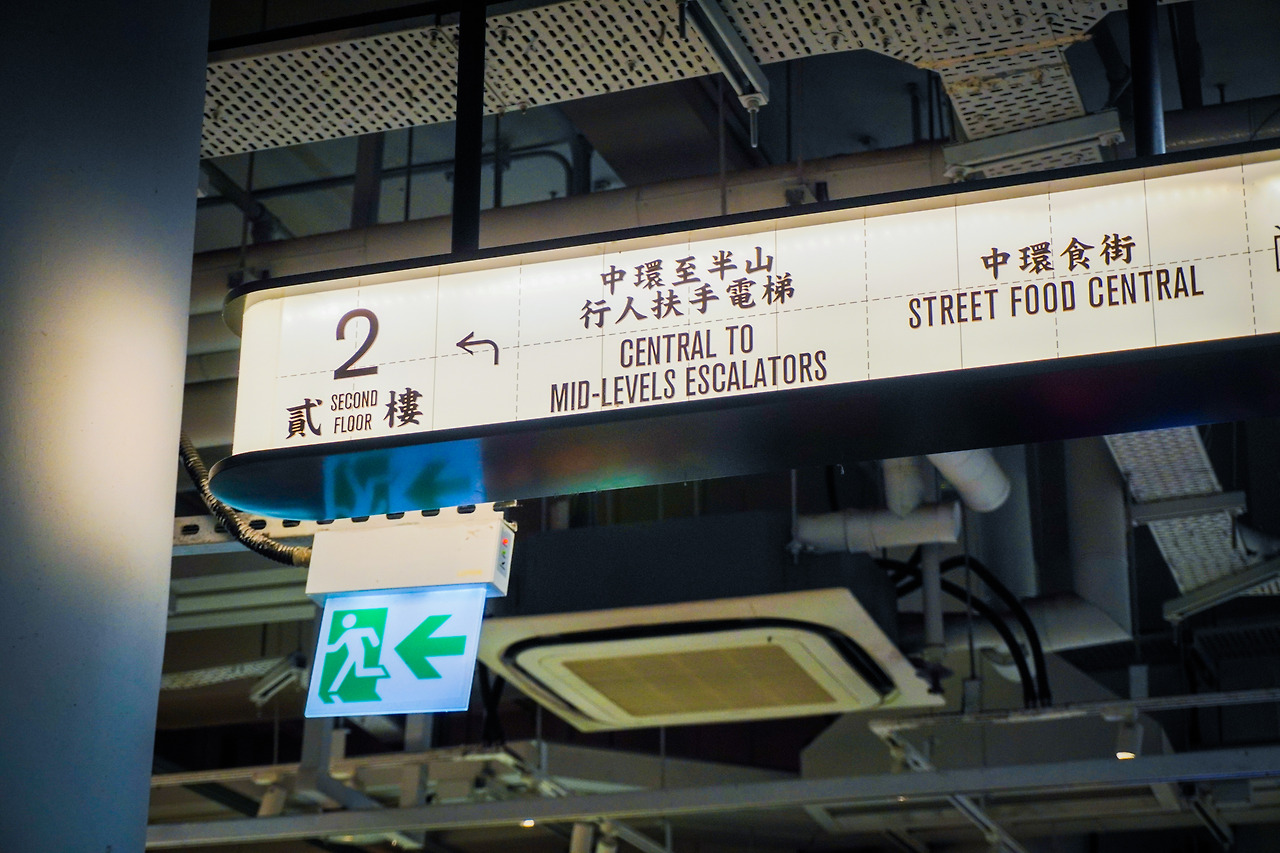 2
貳 SECOND FLOOR 樓
中環至半山
行人扶手電梯
CENTRAL TO
MID-LEVELS ESCALATORS
中環食街
STREET FOOD CENTRAL